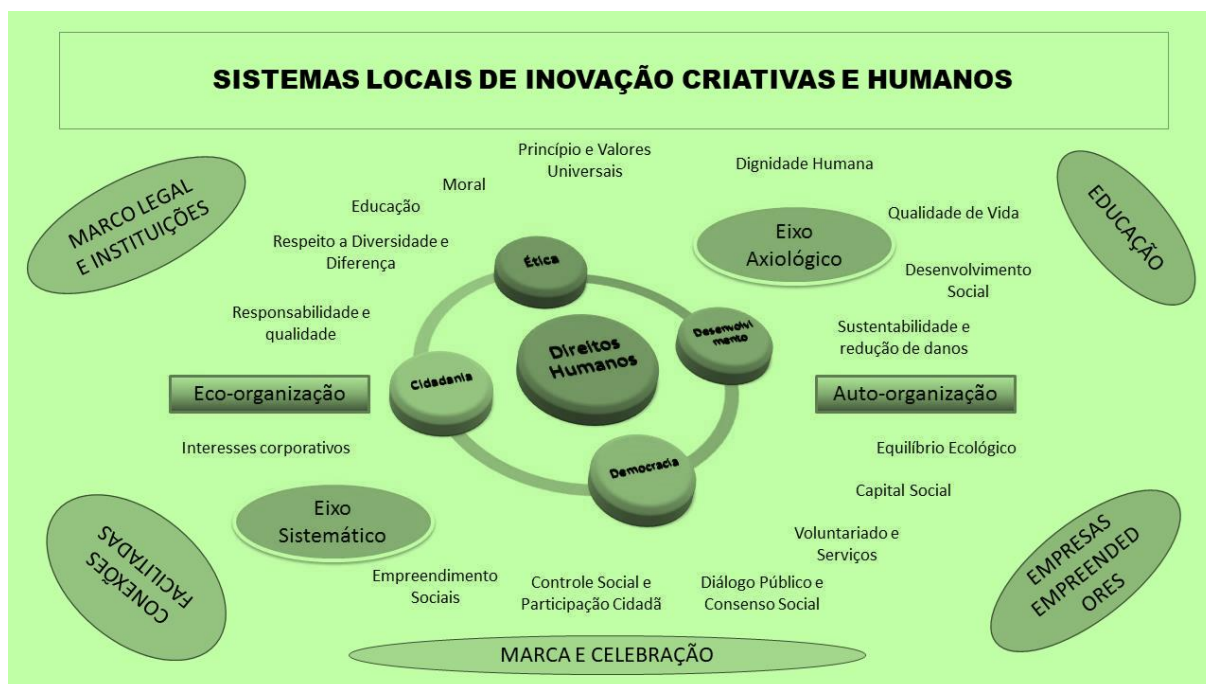 SISTEMAS LOCAIS DE INOVAÇÃO CRIATIVAS E HUMANOS
Princípio e Valores
Universais
Dignidade Humana
Moral
Educação
Qualidade de Vida
MARCO LEGAL
E INSTITUIÇÕES
EDUCAÇÃO
Respeito a Diversidade e
Diferença
Eixo
Axiológico
Ética
Desenvolvimento
Social
Responsabilidade e
qualidade
Sustentabilidade e
redução de danos
Desenvolvi
mento
Direitos
Humanos
Cidadania
Eco-organização
Auto-organização
Interesses corporativos
Equilíbrio Ecológico
Democracia
Capital Social
Eixo
Sistemático
Voluntariado e
Serviços
CONEXÕES
FACILITADAS
EMPRESAS
EMPREENDED
ORES
Empreendimento
Sociais
Controle Social e
Participação Cidadã
Diálogo Público e
Consenso Social
MARCA E CELEBRAÇÃO